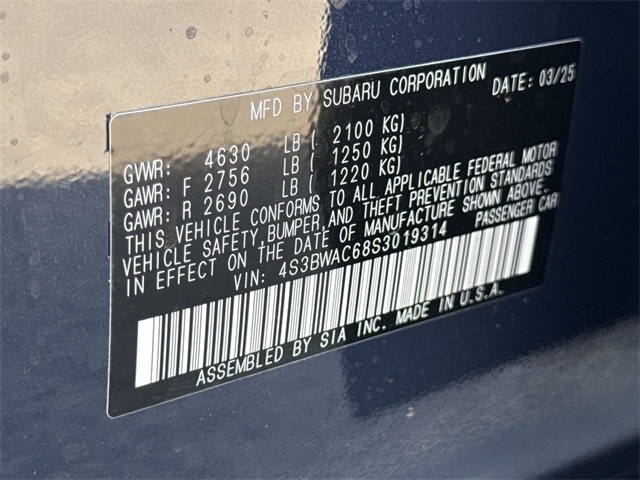 MFD BY SUBARU CORPORATION DATE: 03/25
GVWR: 4630 LB ( 2100 KG)
GAWR: F 2756 LB ( 1250 KG)
GAWR: R 2690 LB ( 1220 KG)
THIS VEHICLE CONFORMS TO ALL APPLICABLE FEDERAL MOTOR
VEHICLE SAFETY, BUMPER, AND THEFT PREVENTION STANDARDS
IN EFFECT ON THE DATE OF MANUFACTURE SHOWN ABOVE.
VIN: 4S3BWAC68S3019314 PASSENGER CAR
ASSEMBLED BY SIA INC. MADE IN U.S.A.